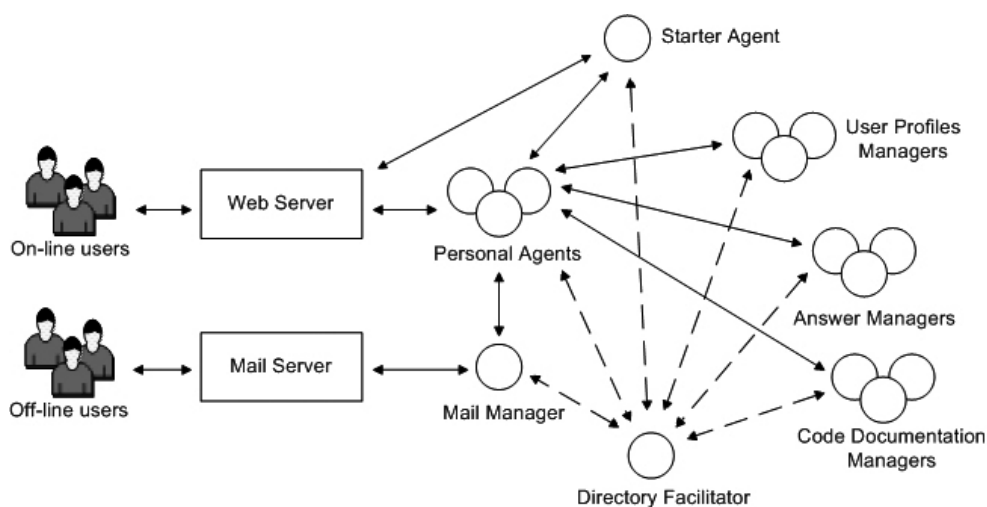 Starter Agent
User Profiles
Managers
Web Server
On-line users
Personal Agents
Answer Managers
Mail Server
Off-line users
Mail Manager
Code Documentation
Managers
Directory Facilitator